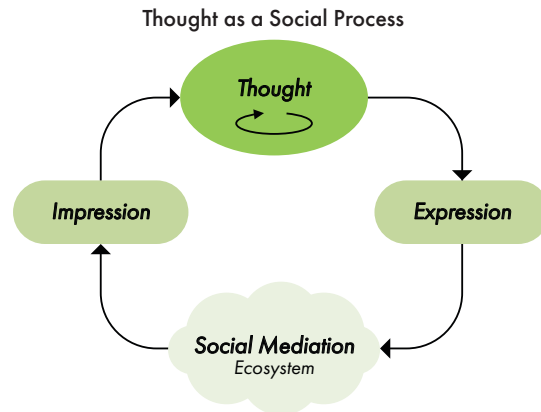 Thought as a Social Process
Thought
Impression
Expression
Social Mediation
Ecosystem